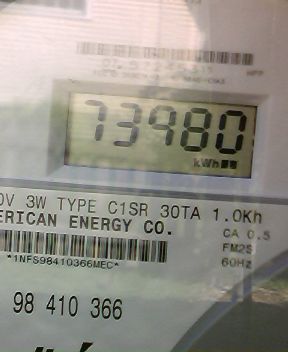 73980
kWh
0V 3W TYPE C1SR 30TA 1.0Kh
ERICAN ENERGY CO.
CA 0.5
FM2S
*1NFS98410366MEC*
60Hz
98 410 366